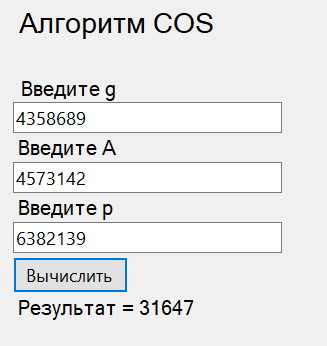 Алгоритм COS
Введите g
4358689
Введите A
4573142
Введите p
6382139
Вычислить
Результат = 31647